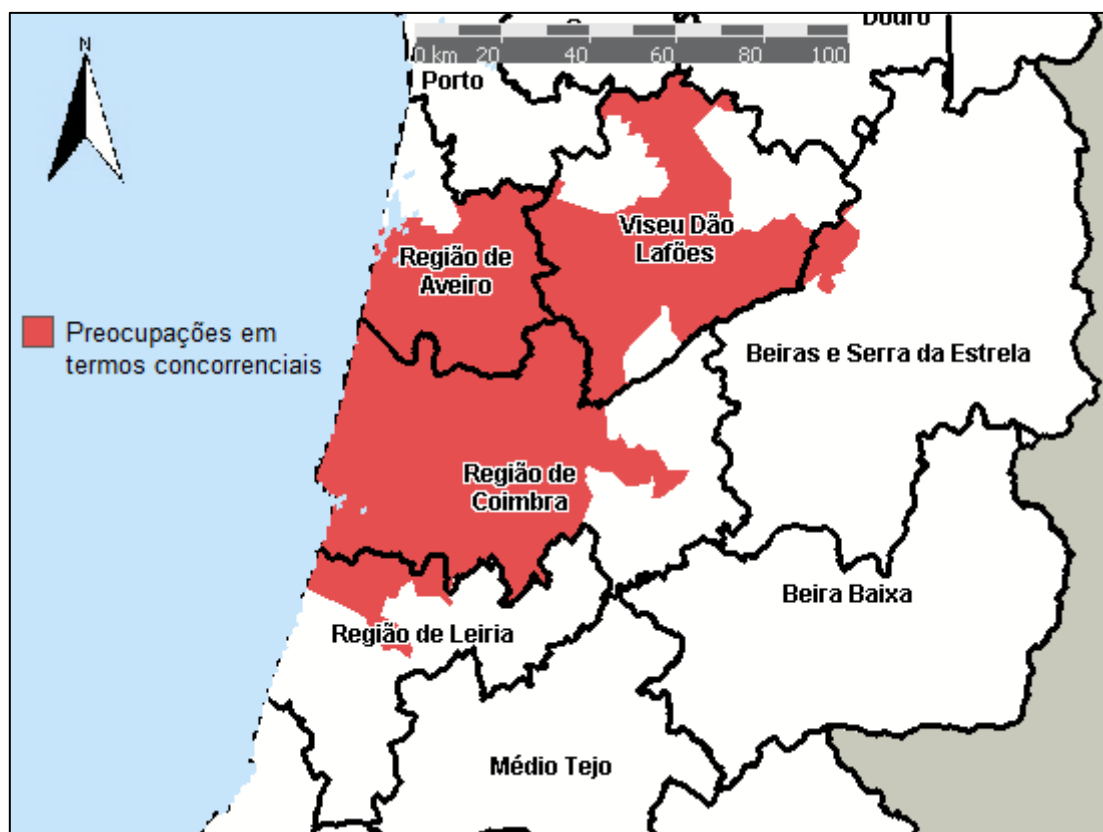 Douro
N
0 km 20 40 60 80 100
Porto
Viseu Dão
Lafões
Região de
Aveiro
Preocupações em
termos concorrenciais
Beiras e Serra da Estrela
Região de
Coimbra
Beira Baixa
Região de Leiria
Médio Tejo